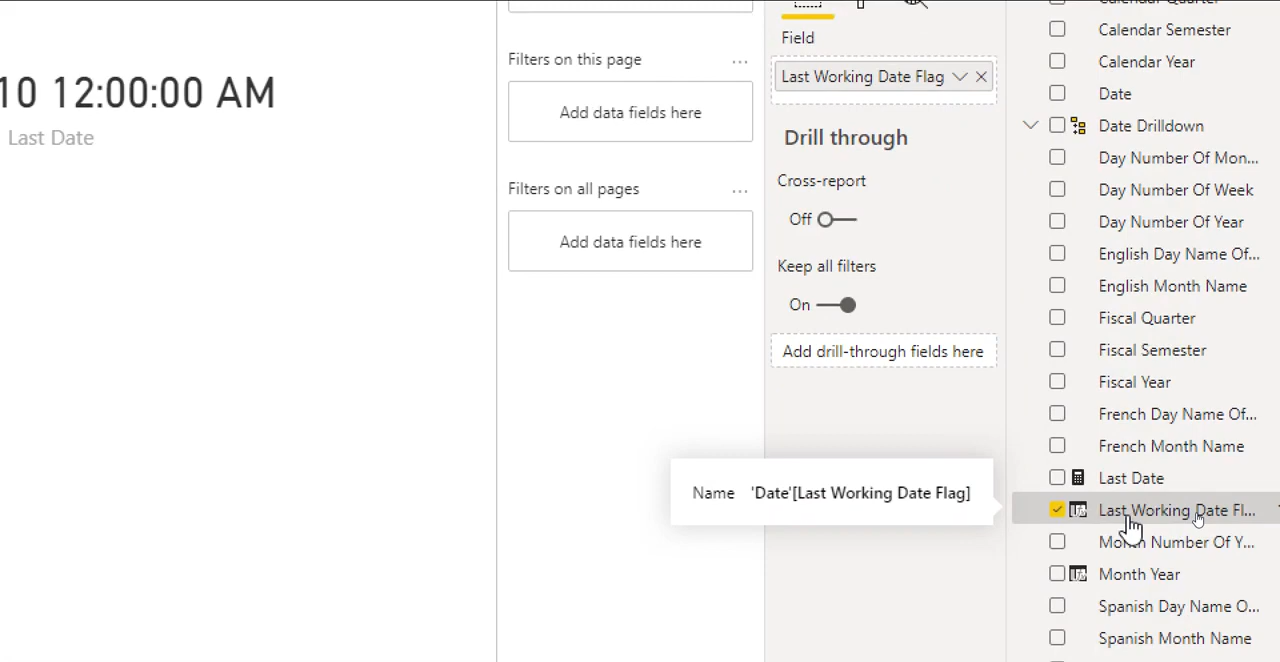 10 12:00:00 AM
Last Date
Filters on this page
...
Add data fields here
Filters on all pages
...
Add data fields here
Field
Last Working Date Flag
Drill through
Cross-report
Off
Keep all filters
On
Add drill-through fields here
Name 'Date'[Last Working Date Flag]
Calendar Semester
Calendar Year
Date
Date Drilldown
Day Number Of Mon...
Day Number Of Week
Day Number Of Year
English Day Name Of...
English Month Name
Fiscal Quarter
Fiscal Semester
Fiscal Year
French Day Name Of...
French Month Name
Last Date
Last Working Date Fl...
Month Number Of Y...
Month Year
Spanish Day Name O...
Spanish Month Name